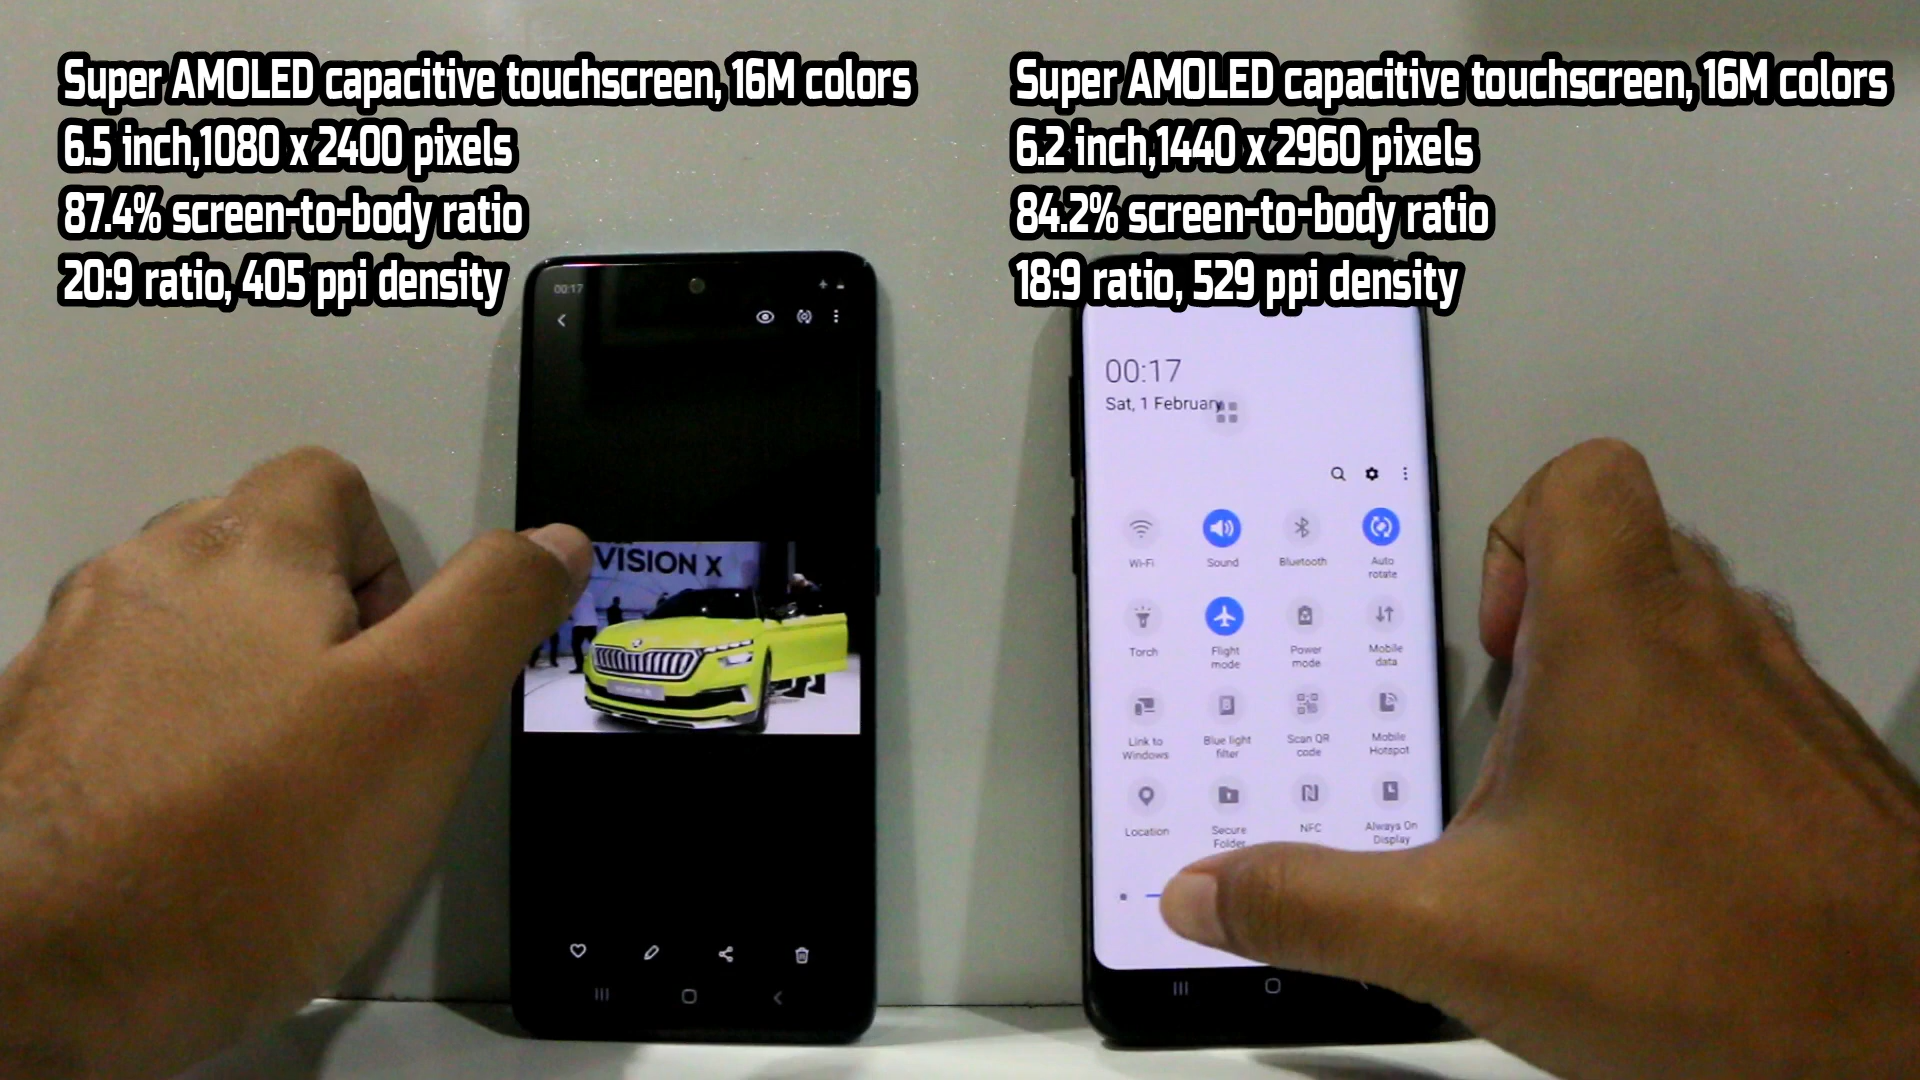 Super AMOLED capacitive touchscreen, 16M colors
6.5 inch,1080 x 2400 pixels
87.4% screen-to-body ratio
20:9 ratio, 405 ppi density
Super AMOLED capacitive touchscreen, 16M colors
6.2 inch,1440 x 2960 pixels
84.2% screen-to-body ratio
18:9 ratio, 529 ppi density
00:17
VISION X
VISION X
00:17
Sat, 1 February
Wi-Fi
Sound
Bluetooth
Auto
rotate
Torch
Flight
mode
Power
mode
Mobile
data
Link to
Windows
Blue light
filter
Scan QR
code
Mobile
Hotspot
Location
Secure
Folder
NFC
Always On
Display